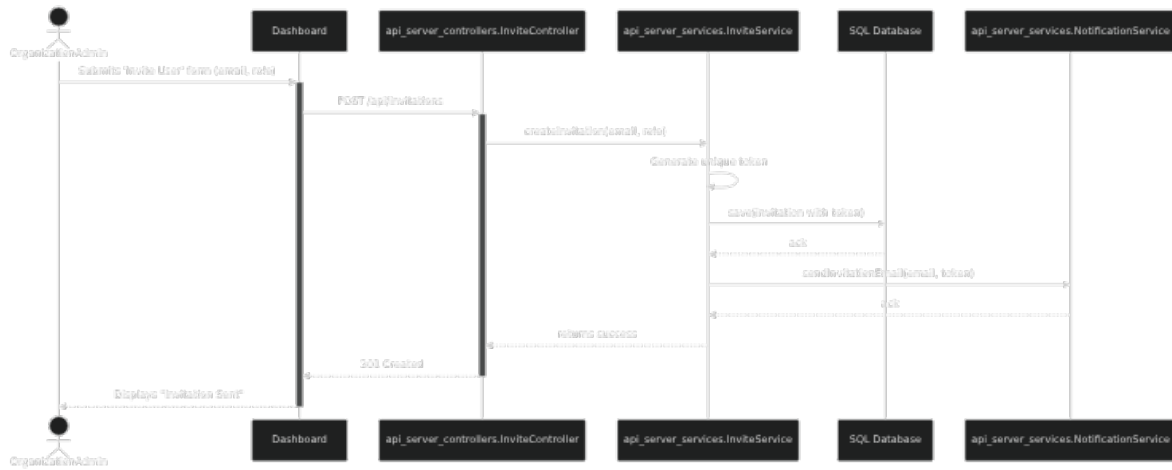 Dashboard
api_server_controllers.InviteController
api_server_services.InviteService
SQL Database
api_server_services.NotificationService
OrganizationAdmin
Submits 'Invite User' form (email, role)
POST /api/invitations
createInvitation(email, role)
Generate unique token
save(invitation with token)
ack
sendInvitationEmail(email, token)
ack
returns success
201 Created
Displays "Invitation Sent"
Dashboard
api_server_controllers.InviteController
api_server_services.InviteService
SQL Database
api_server_services.NotificationService
OrganizationAdmin